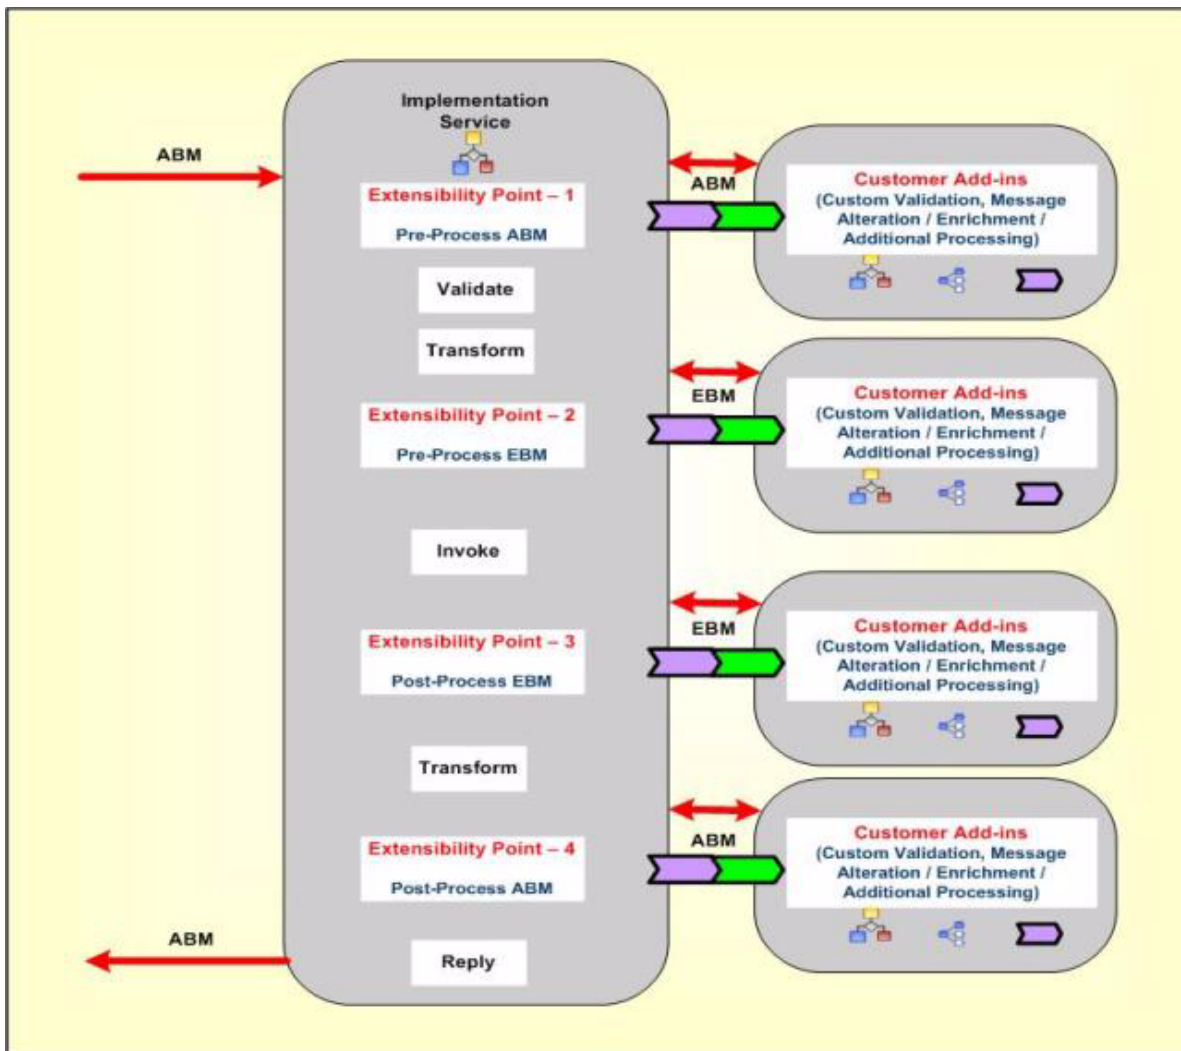 Implementation
Service
ABM
ABM
Extensibility Point – 1
Pre-Process ABM
Customer Add-ins
(Custom Validation, Message
Alteration / Enrichment /
Additional Processing)
Validate
Transform
EBM
Extensibility Point – 2
Pre-Process EBM
Customer Add-ins
(Custom Validation, Message
Alteration / Enrichment /
Additional Processing)
Invoke
EBM
Extensibility Point – 3
Post-Process EBM
Customer Add-ins
(Custom Validation, Message
Alteration / Enrichment /
Additional Processing)
Transform
ABM
Extensibility Point – 4
Post-Process ABM
Customer Add-ins
(Custom Validation, Message
Alteration / Enrichment /
Additional Processing)
ABM
Reply